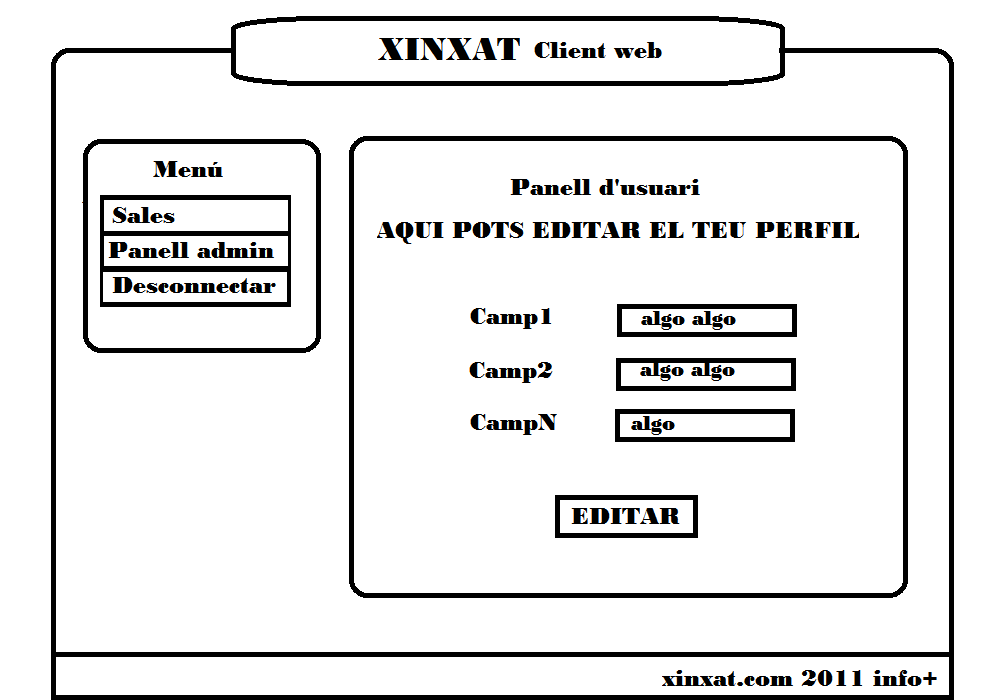 XINXAT Client web
Menú
Sales
Panell admin
Desconnectar
Panell d'usuari
AQUI POTS EDITAR EL TEU PERFIL
Camp1 algo algo
Camp2 algo algo
CampN algo
EDITAR
xinxat.com 2011 info+